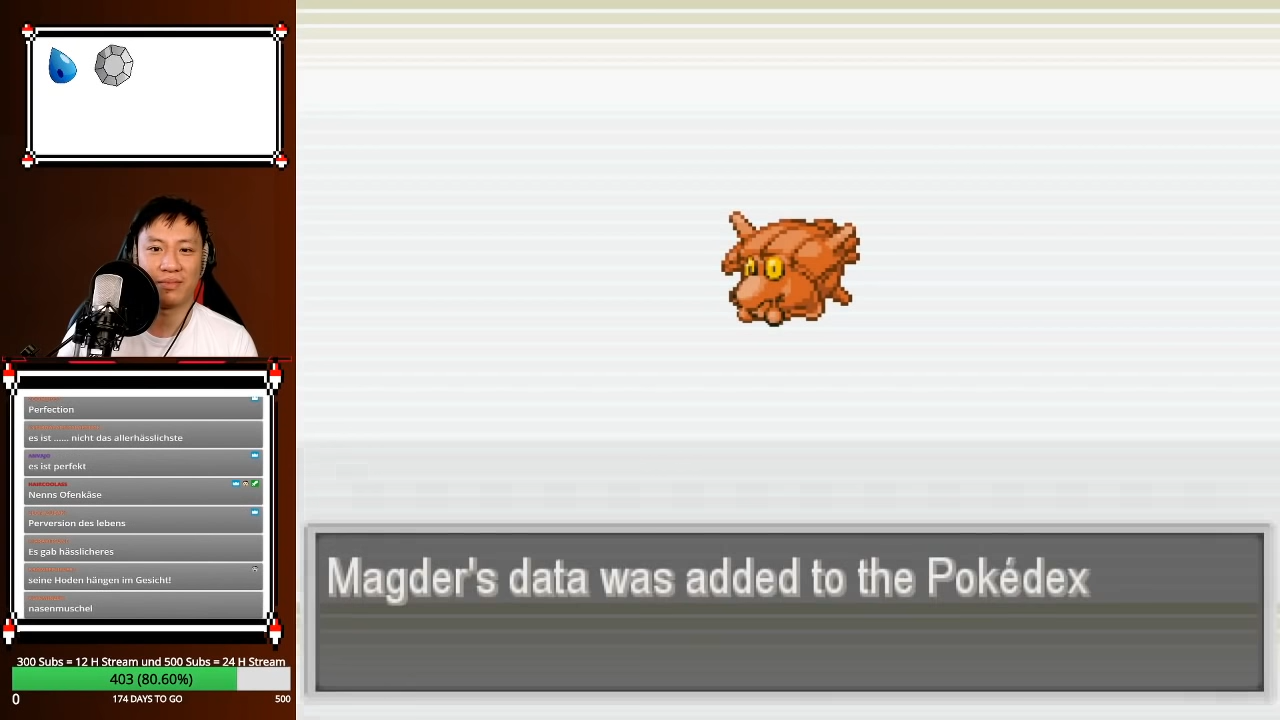 Perfection
es ist ...... nicht das allerhässlichste
es ist perfekt
HAIRCOOLASS
Nenns Ofenkäse
Perversion des lebens
Es gab hässlicheres
seine Hoden hängen im Gesicht!
nasenmuschel
300 Subs = 12 H Stream und 500 Subs = 24 H Stream
403 (80.60%)
0
174 DAYS TO GO
500
Magder's data was added to the Pokédex